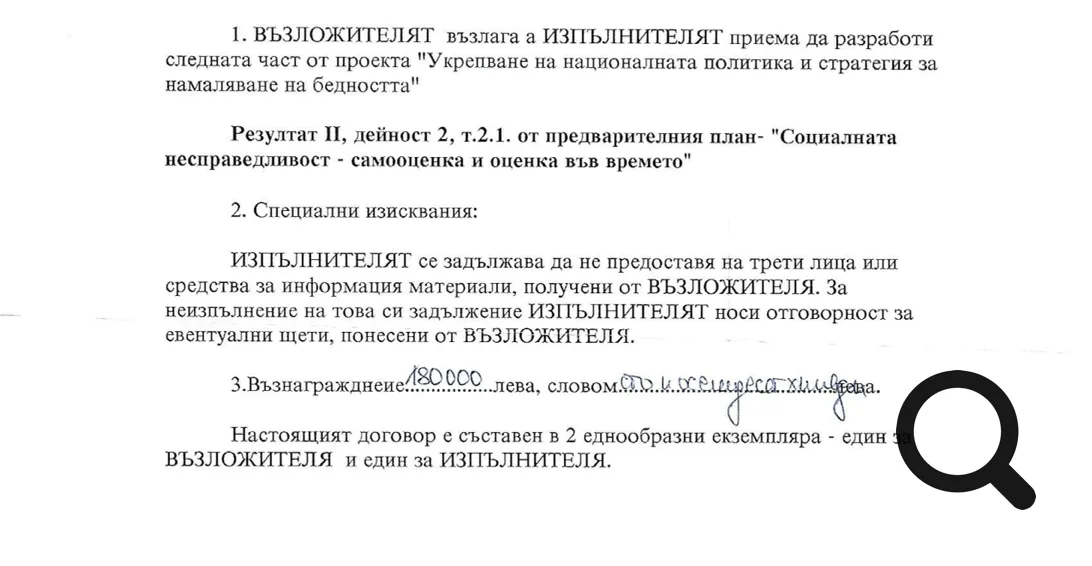 1. ВЪЗЛОЖИТЕЛЯТ възлага а ИЗПЪЛНИТЕЛЯТ приема да разработи
следната част от проекта "Укрепване на националната политика и стратегия за
намаляване на бедността"
Резултат II, дейност 2, т.2.1. от предварителния план- "Социалната
несправедливост - самооценка и оценка във времето"
2. Специални изисквания:
ИЗПЪЛНИТЕЛЯТ се задължава да не предоставя на трети лица или
средства за информация материали, получени от ВЪЗЛОЖИТЕЛЯ. За
неизпълнение на това си задължение ИЗПЪЛНИТЕЛЯТ носи отговорност за
евентуални щети, понесени от ВЪЗЛОЖИТЕЛЯ.
3.Възнагражднеие 180000 лева, словом сто и осемдесет хиляди лева.
Настоящият договор е съставен в 2 еднообразни екземпляра - един за
ВЪЗЛОЖИТЕЛЯ и един за ИЗПЪЛНИТЕЛЯ.